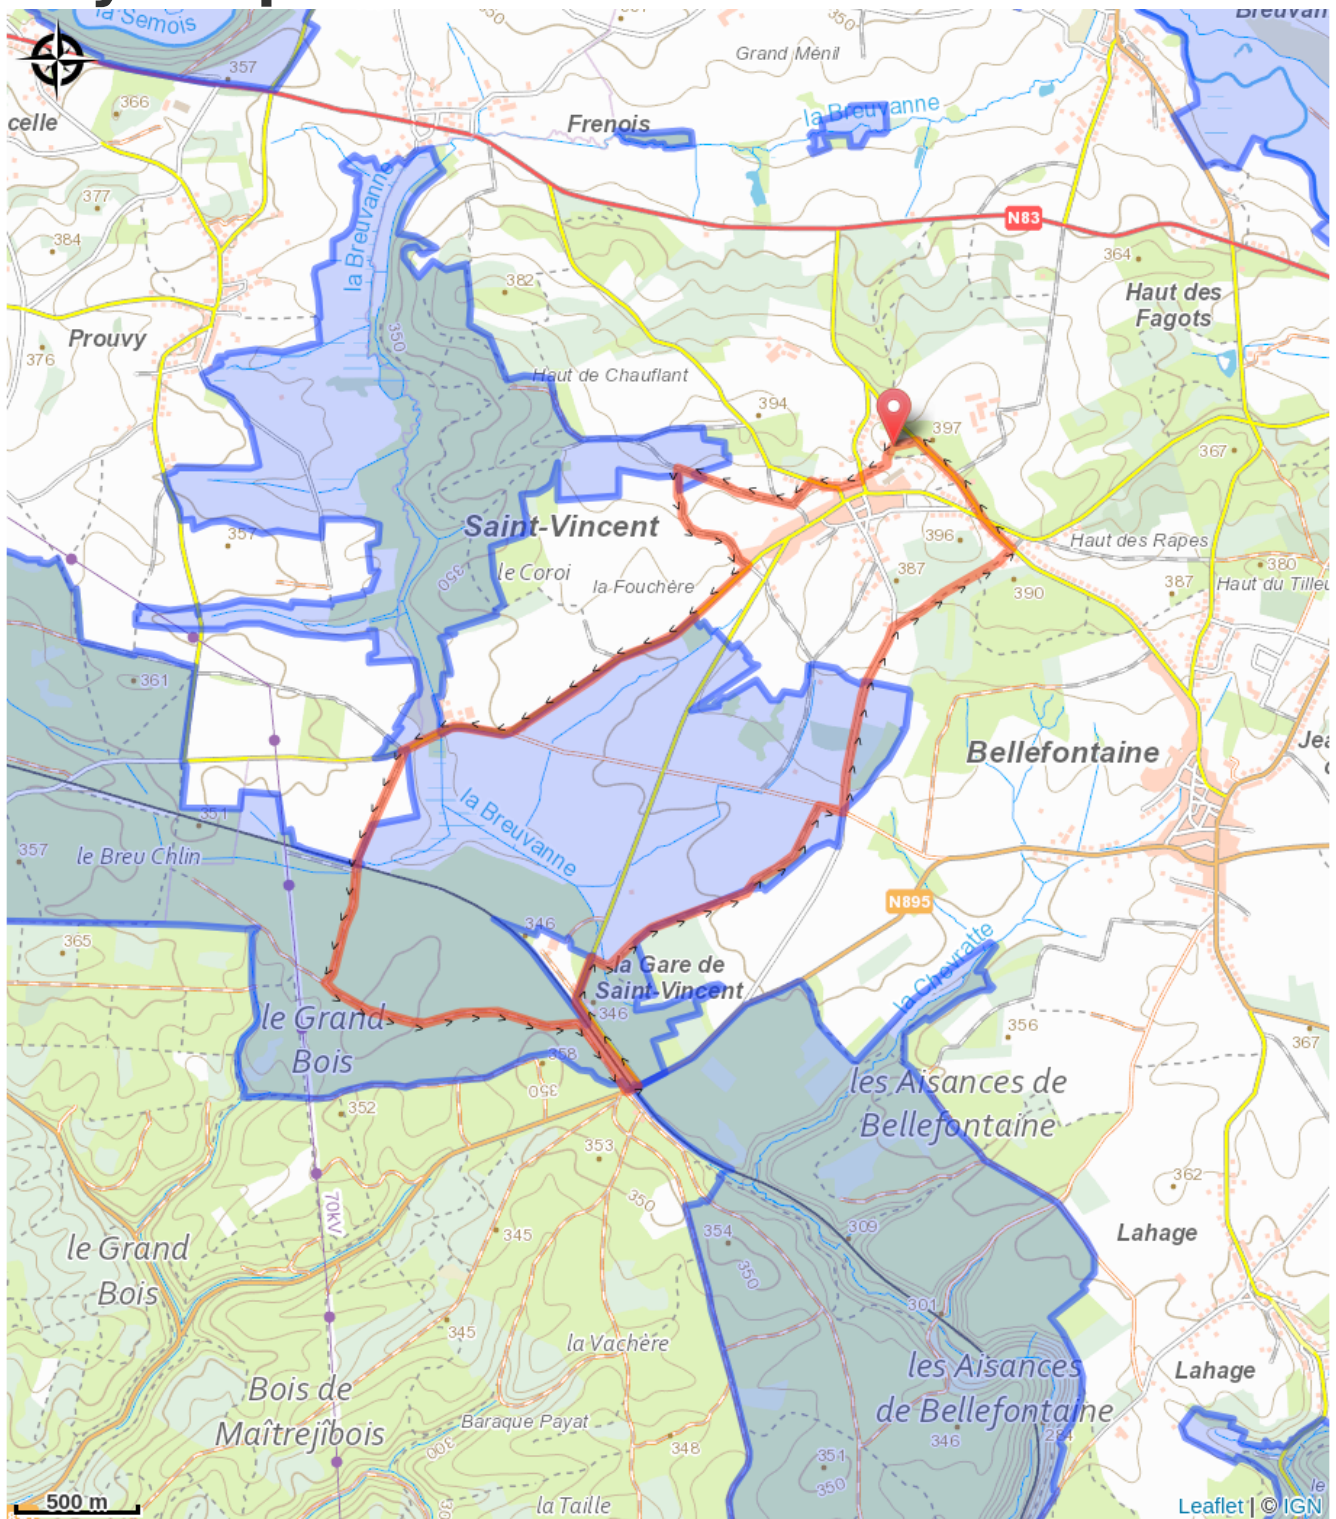 la Semois
350
350
Breuvan
357
Grand Ménil
366
la Breuvanne
celle
Frenois
la Breuvanne
377
N83
384
364
382
Haut des
Fagots
350
Prouvy
376
Haut de Chauflant
394
397
367
Saint-Vincent
357
396
Haut des Rapes
le Coroi
la Fouchère
387
380
350
390
387
Haut du Tilleu
361
Bellefontaine
Jea
351
la Breuvanne
357
le Breu Chlin
N895
346
365
la Chevratte
la Gare de
Saint-Vincent
346
le Grand
Bois
356
367
358
350
les Aisances de
Bellefontaine
352
353
362
350
70KV
354
309
345
Lahage
le Grand
Bois
350
301
345
la Vachère
les Aisances
de Bellefontaine
Lahage
Bois de
Maîtrejîbois
Baraque Payat
300
348
346
284
351
350
le
500 m
la Taille
Leaflet | © IGN